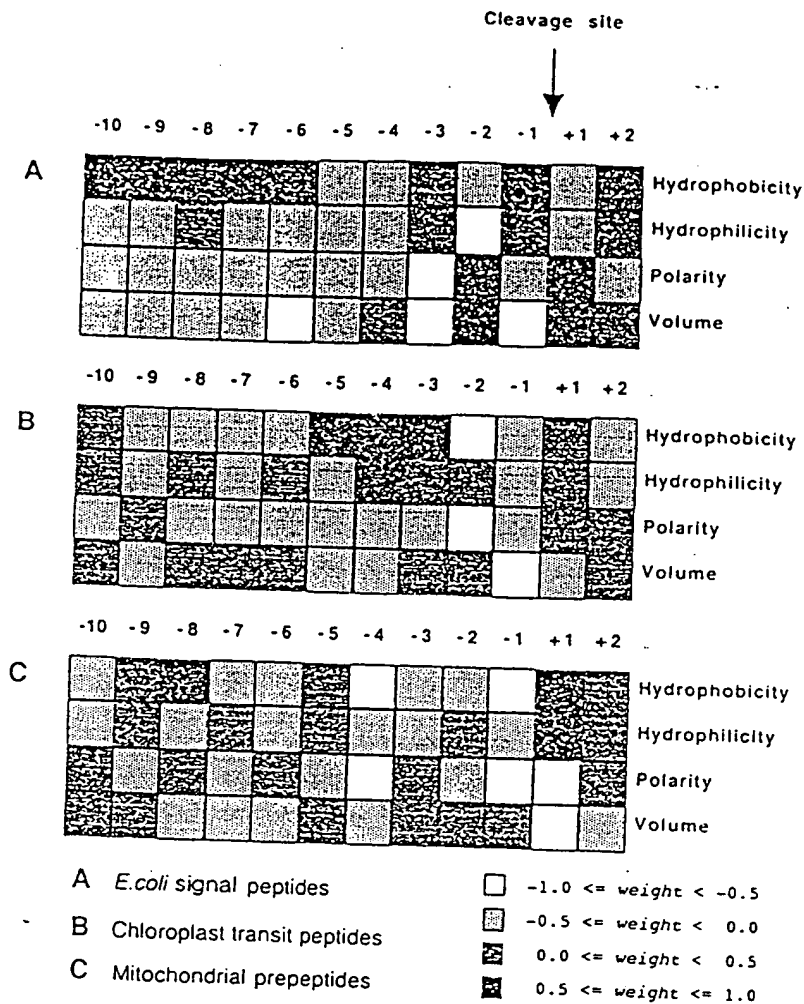 Cleavage site
-10 -9 -8 -7 -6 -5 -4 -3 -2 -1 +1 +2
A
Hydrophobicity
Hydrophilicity
Polarity
Volume
-10 -9 -8 -7 -6 -5 -4 -3 -2 -1 +1 +2
B
Hydrophobicity
Hydrophilicity
Polarity
Volume
-10 -9 -8 -7 -6 -5 -4 -3 -2 -1 +1 +2
C
Hydrophobicity
Hydrophilicity
Polarity
Volume
A E.coli signal peptides
B Chloroplast transit peptides
C Mitochondrial prepeptides
-1.0 <= weight < -0.5
-0.5 <= weight < 0.0
0.0 <= weight < 0.5
0.5 <= weight <= 1.0